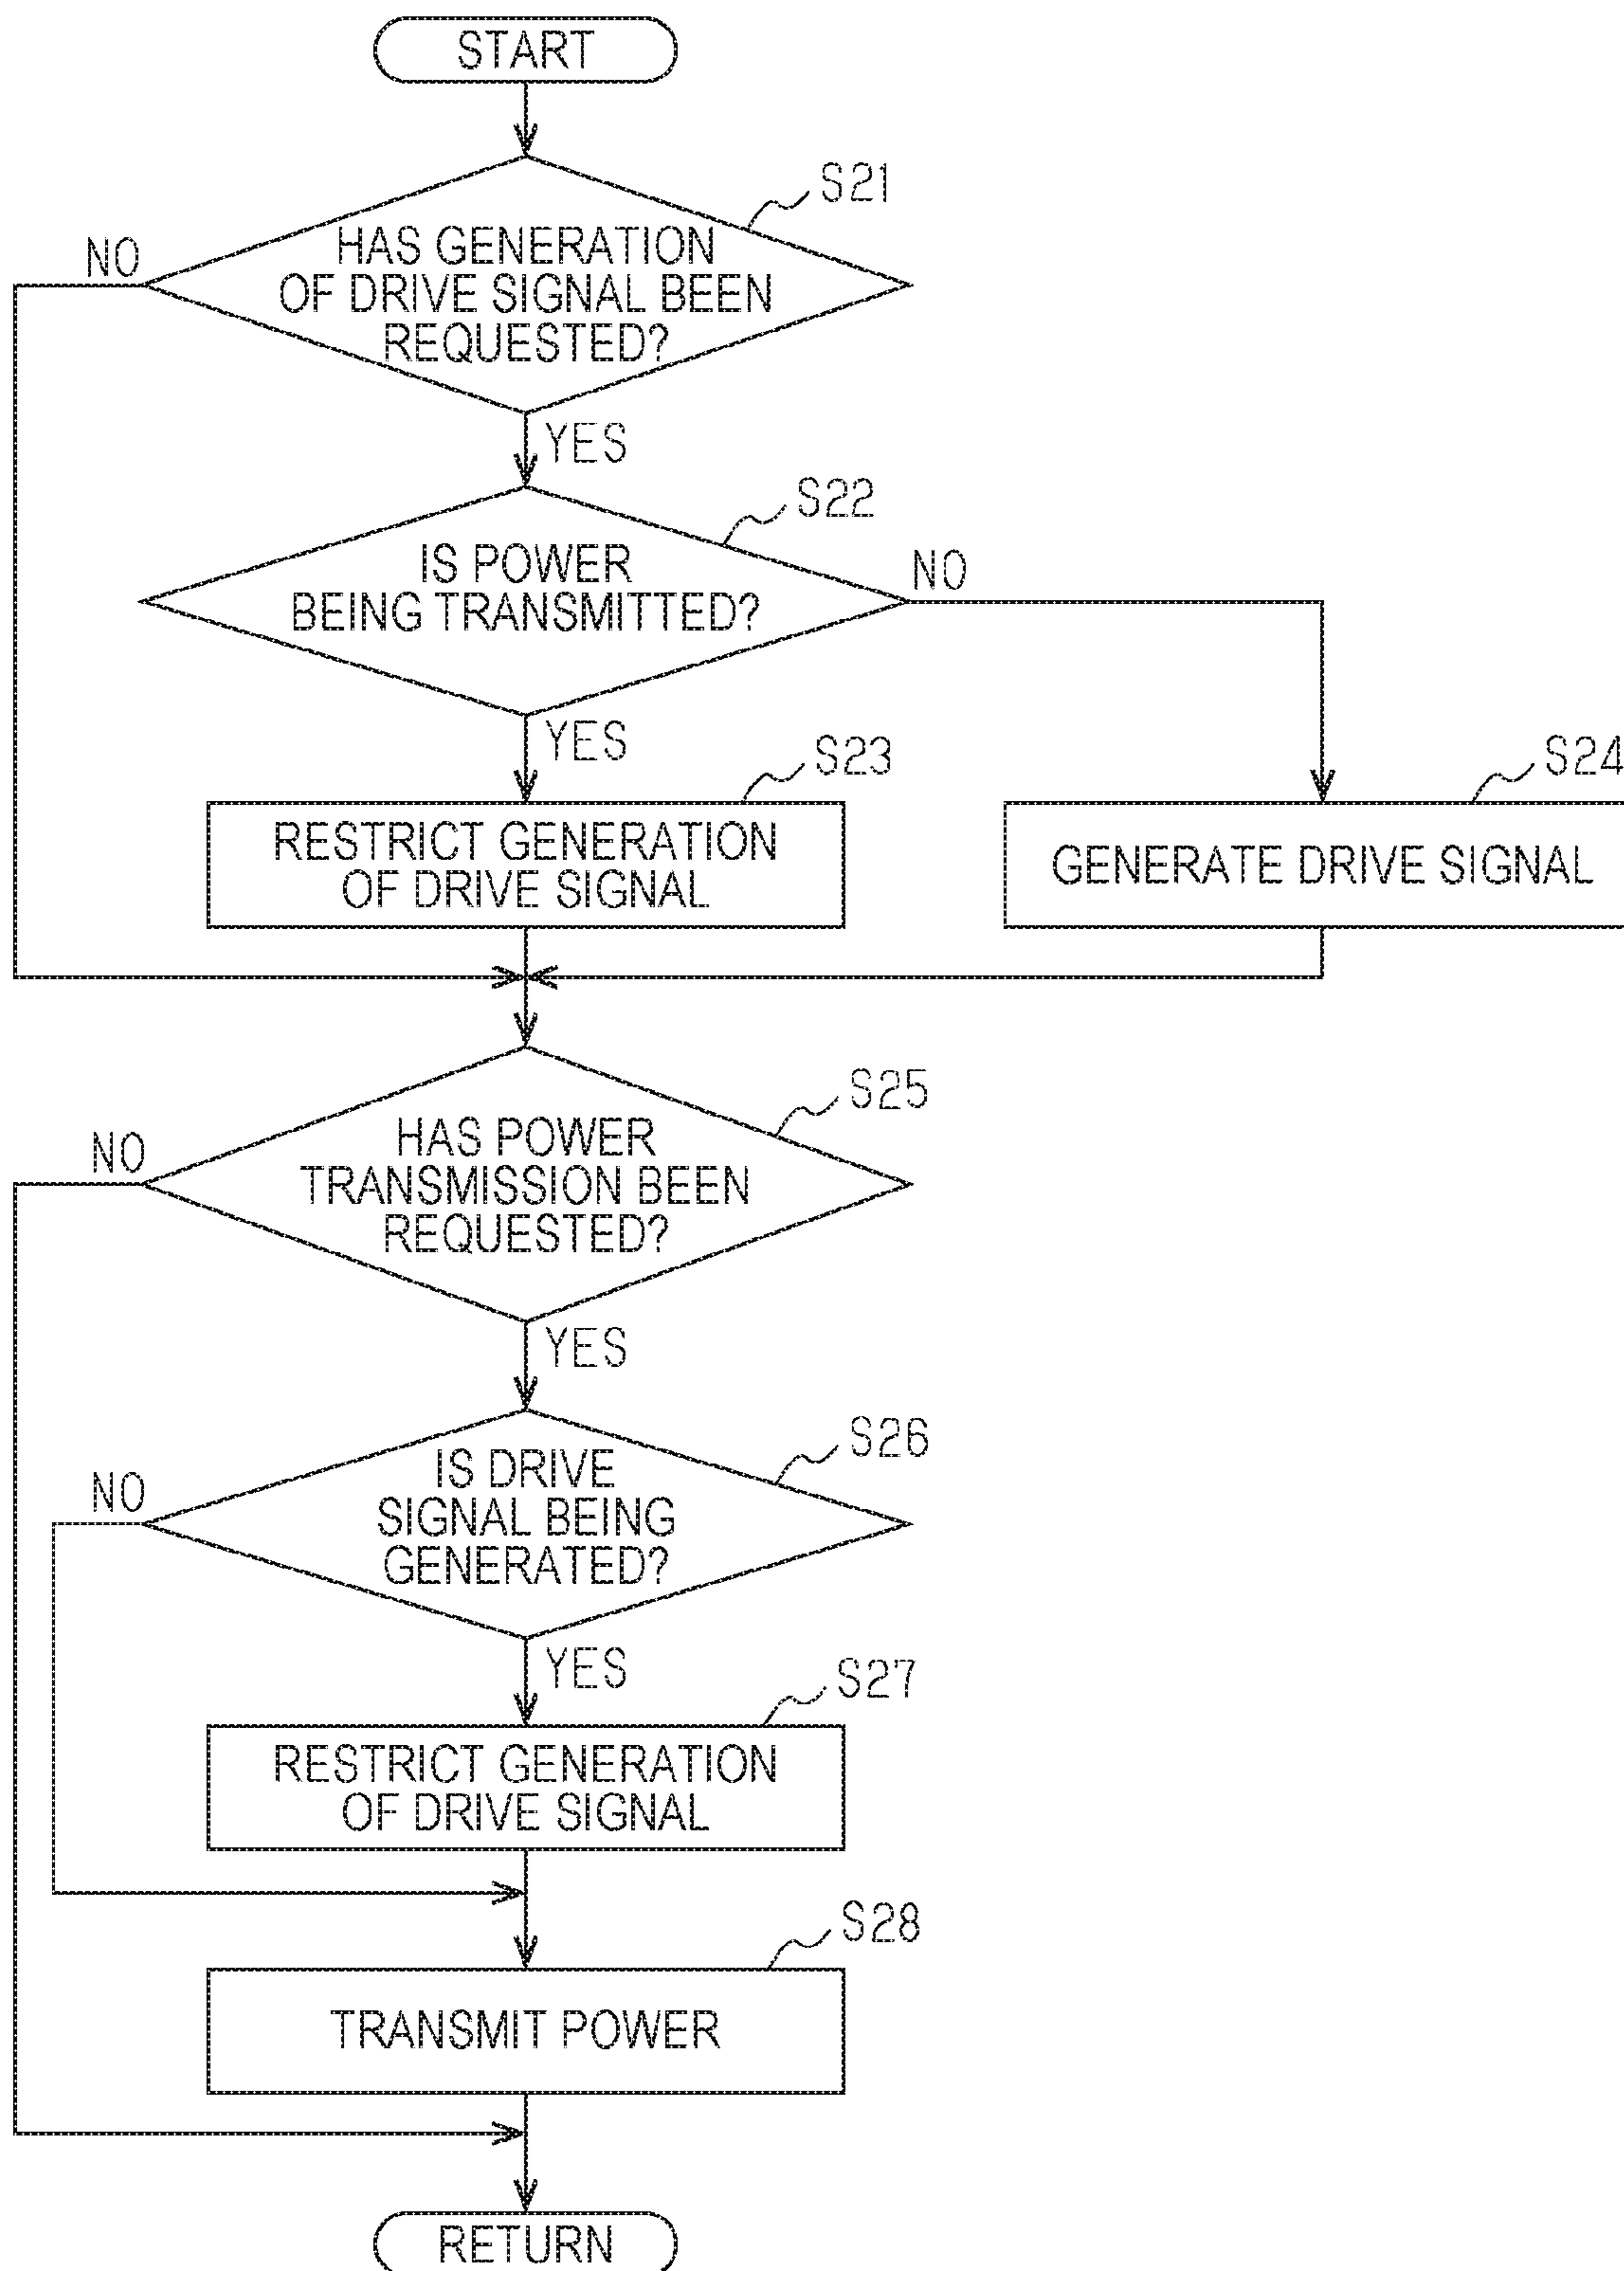 START
S21
NO
HAS GENERATION
OF DRIVE SIGNAL BEEN
REQUESTED?
YES
S22
IS POWER
BEING TRANSMITTED?
NO
YES
S23
RESTRICT GENERATION
OF DRIVE SIGNAL
S24
GENERATE DRIVE SIGNAL
S25
NO
HAS POWER
TRANSMISSION BEEN
REQUESTED?
YES
S26
NO
IS DRIVE
SIGNAL BEING
GENERATED?
YES
S27
RESTRICT GENERATION
OF DRIVE SIGNAL
S28
TRANSMIT POWER
RETURN